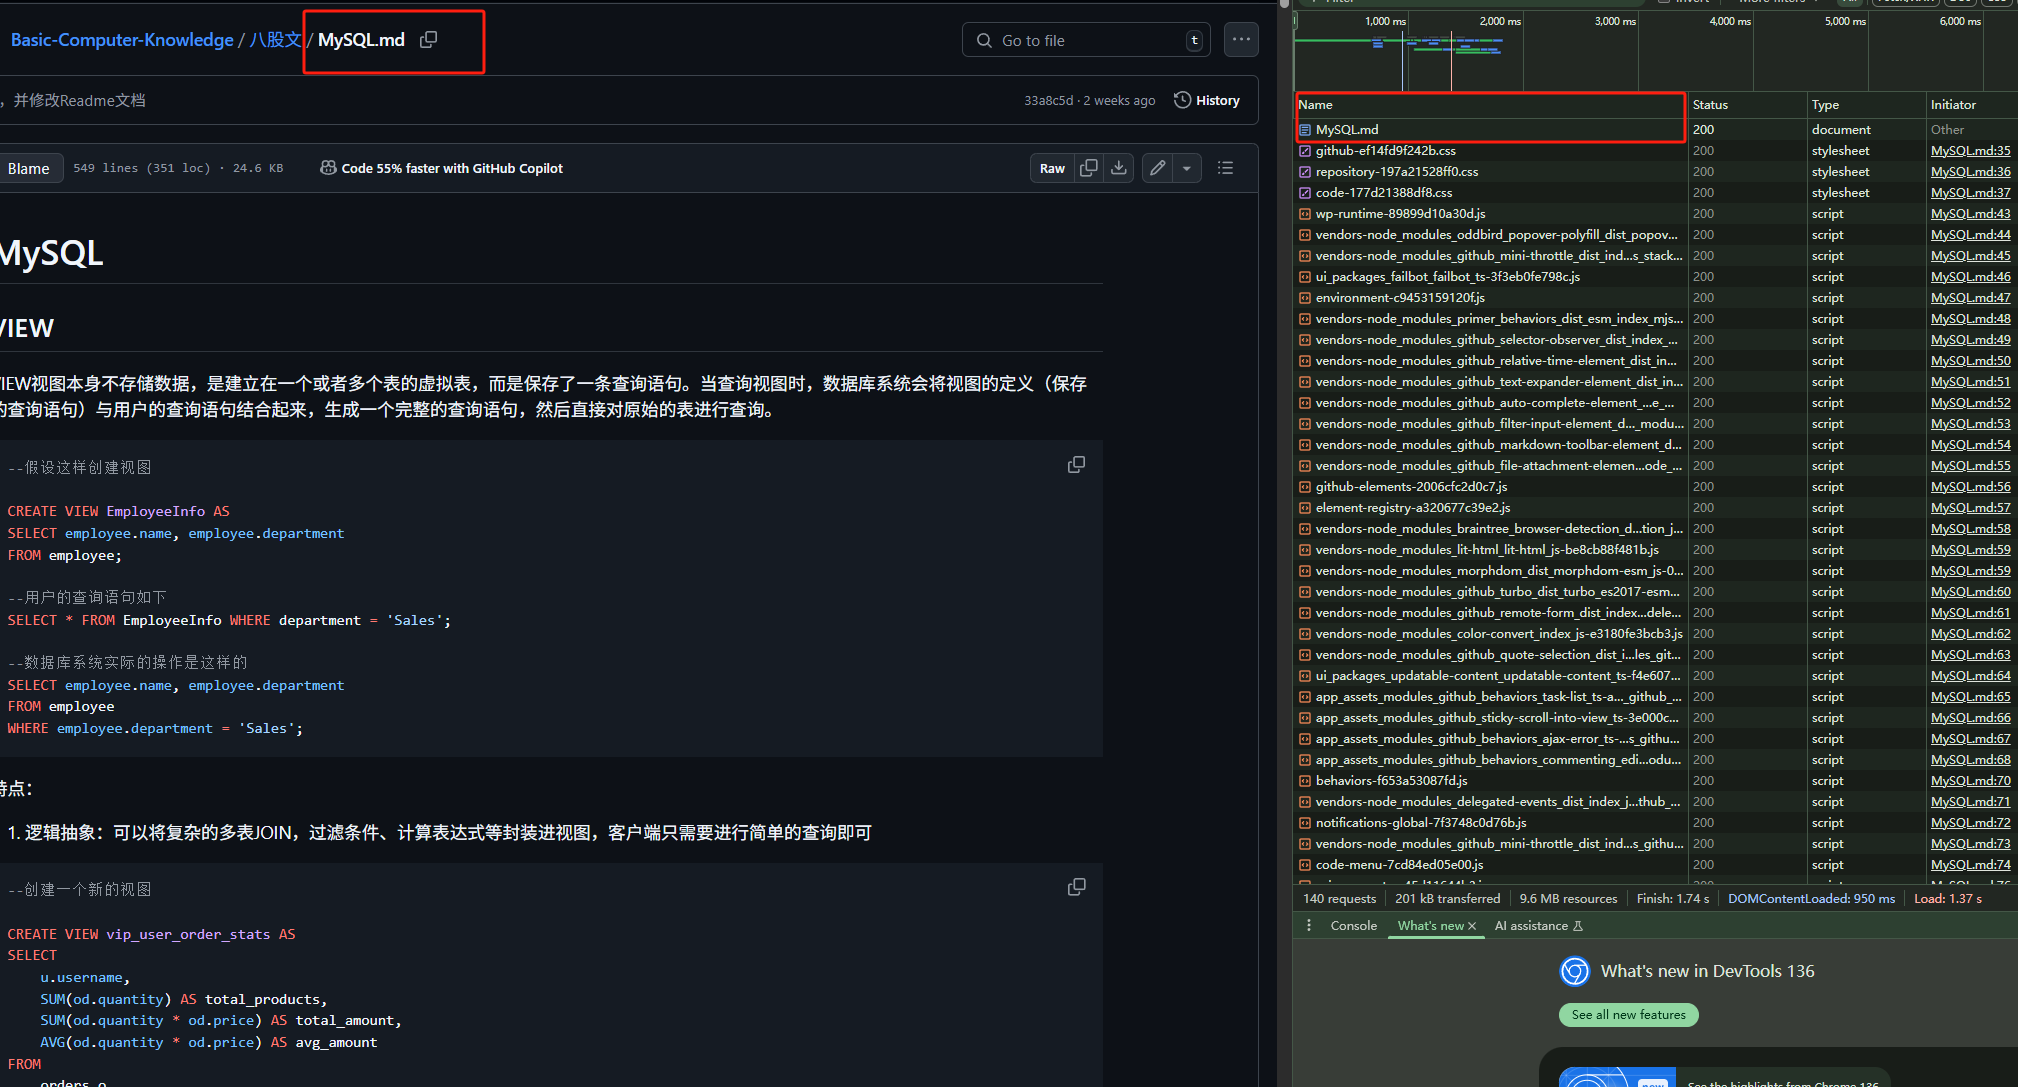 Basic-Computer-Knowledge / 八股文 / MySQL.md
Go to file
t
，并修改Readme文档
33a8c5d · 2 weeks ago
History
Blame
549 lines (351 loc) · 24.6 KB
Code 55% faster with GitHub Copilot
Raw
MySQL
VIEW
VIEW视图本身不存储数据，是建立在一个或者多个表的虚拟表，而是保存了一条查询语句。当查询视图时，数据库系统会将视图的定义（保存
的查询语句）与用户的查询语句结合起来，生成一个完整的查询语句，然后直接对原始的表进行查询。
--假设这样创建视图
CREATE VIEW EmployeeInfo AS
SELECT employee.name, employee.department
FROM employee;
--用户的查询语句如下
SELECT * FROM EmployeeInfo WHERE department = 'Sales';
--数据库系统实际的操作是这样的
SELECT employee.name, employee.department
FROM employee
WHERE employee.department = 'Sales';
特点：
1. 逻辑抽象：可以将复杂的多表JOIN，过滤条件、计算表达式等封装进视图，客户端只需要进行简单的查询即可
--创建一个新的视图
CREATE VIEW vip_user_order_stats AS
SELECT
u.username,
SUM(od.quantity) AS total_products,
SUM(od.quantity * od.price) AS total_amount,
AVG(od.quantity * od.price) AS avg_amount
FROM
orders o
1,000 ms
2,000 ms
3,000 ms
4,000 ms
5,000 ms
6,000 ms
Name Status Type Initiator
MySQL.md 200 document Other
github-ef14fd9f242b.css 200 stylesheet MySQL.md:35
repository-197a21528ff0.css 200 stylesheet MySQL.md:36
code-177d21388df8.css 200 stylesheet MySQL.md:37
wp-runtime-89899d10a30d.js 200 script MySQL.md:43
vendors-node_modules_oddbird_popover-polyfill_dist_popov... 200 script MySQL.md:44
vendors-node_modules_github_mini-throttle_dist_ind...s_stack... 200 script MySQL.md:45
ui_packages_failbot_failbot_ts-3f3eb0fe798c.js 200 script MySQL.md:46
environment-c9453159120f.js 200 script MySQL.md:47
vendors-node_modules_primer_behaviors_dist_esm_index_mjs... 200 script MySQL.md:48
vendors-node_modules_github_selector-observer_dist_index_... 200 script MySQL.md:49
vendors-node_modules_github_relative-time-element_dist_in... 200 script MySQL.md:50
vendors-node_modules_github_text-expander-element_dist_in... 200 script MySQL.md:51
vendors-node_modules_github_auto-complete-element_...e_... 200 script MySQL.md:52
vendors-node_modules_github_filter-input-element_d..._modu... 200 script MySQL.md:53
vendors-node_modules_github_markdown-toolbar-element_d... 200 script MySQL.md:54
vendors-node_modules_github_file-attachment-elemen...ode_... 200 script MySQL.md:55
github-elements-2006cfc2d0c7.js 200 script MySQL.md:56
element-registry-a320677c39e2.js 200 script MySQL.md:57
vendors-node_modules_braintree_browser-detection_d...tion_j... 200 script MySQL.md:58
vendors-node_modules_lit-html_lit-html_js-be8cb88f481b.js 200 script MySQL.md:59
vendors-node_modules_morphdom_dist_morphdom-esm_js-0... 200 script MySQL.md:59
vendors-node_modules_github_turbo_dist_turbo_es2017-esm... 200 script MySQL.md:60
vendors-node_modules_github_remote-form_dist_index...dele... 200 script MySQL.md:61
vendors-node_modules_color-convert_index_js-e3180fe3bcb3.js 200 script MySQL.md:62
vendors-node_modules_github_quote-selection_dist_i...les_git... 200 script MySQL.md:63
ui_packages_updatable-content_updatable-content_ts-f4e607... 200 script MySQL.md:64
app_assets_modules_github_behaviors_task-list_ts-a..._github_... 200 script MySQL.md:65
app_assets_modules_github_sticky-scroll-into-view_ts-3e000c... 200 script MySQL.md:66
app_assets_modules_github_behaviors_ajax-error_ts-...s_githu... 200 script MySQL.md:67
app_assets_modules_github_behaviors_commenting_edi...odu... 200 script MySQL.md:68
behaviors-f653a53087fd.js 200 script MySQL.md:70
vendors-node_modules_delegated-events_dist_index_j...thub_... 200 script MySQL.md:71
notifications-global-7f3748c0d76b.js 200 script MySQL.md:72
vendors-node_modules_github_mini-throttle_dist_ind...s_githu... 200 script MySQL.md:73
code-menu-7cd84ed05e00.js 200 script MySQL.md:74
140 requests
201 kB transferred
9.6 MB resources
Finish: 1.74 s
DOMContentLoaded: 950 ms
Load: 1.37 s
Console
What's new
AI assistance
What's new in DevTools 136
See all new features
new
See the highlights from Chrome 136